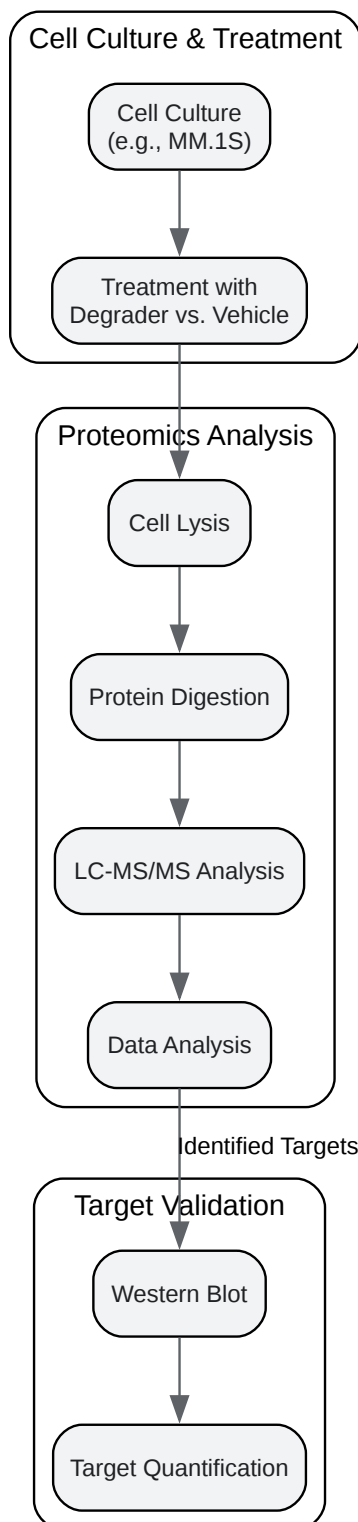 Cell Culture & Treatment
Cell Culture
(e.g., MM.1S)
Treatment with
Degrader vs. Vehicle
Proteomics Analysis
Cell Lysis
Protein Digestion
LC-MS/MS Analysis
Data Analysis
Identified Targets
Target Validation
Western Blot
Target Quantification